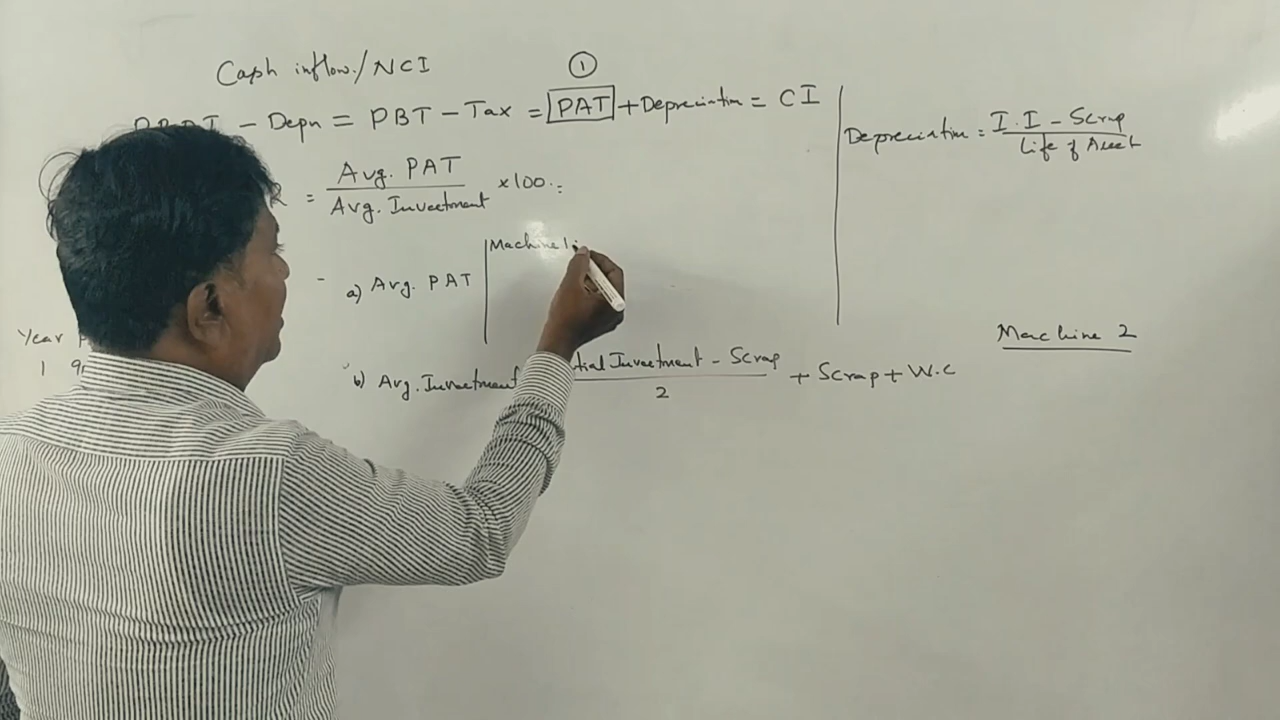 Cash inflow/NCI
1
- Depn = PBT - Tax = PAT + Depreciation = CI
Depreciation = I.I - Scrap
Life of Asset
= Avg. PAT
Avg. Investment
x100 :
a) Avg. PAT
Machine 1
Year
1
b) Avg. Investment
Investment - Scrap
2
+ Scrap + W.C
Machine 2